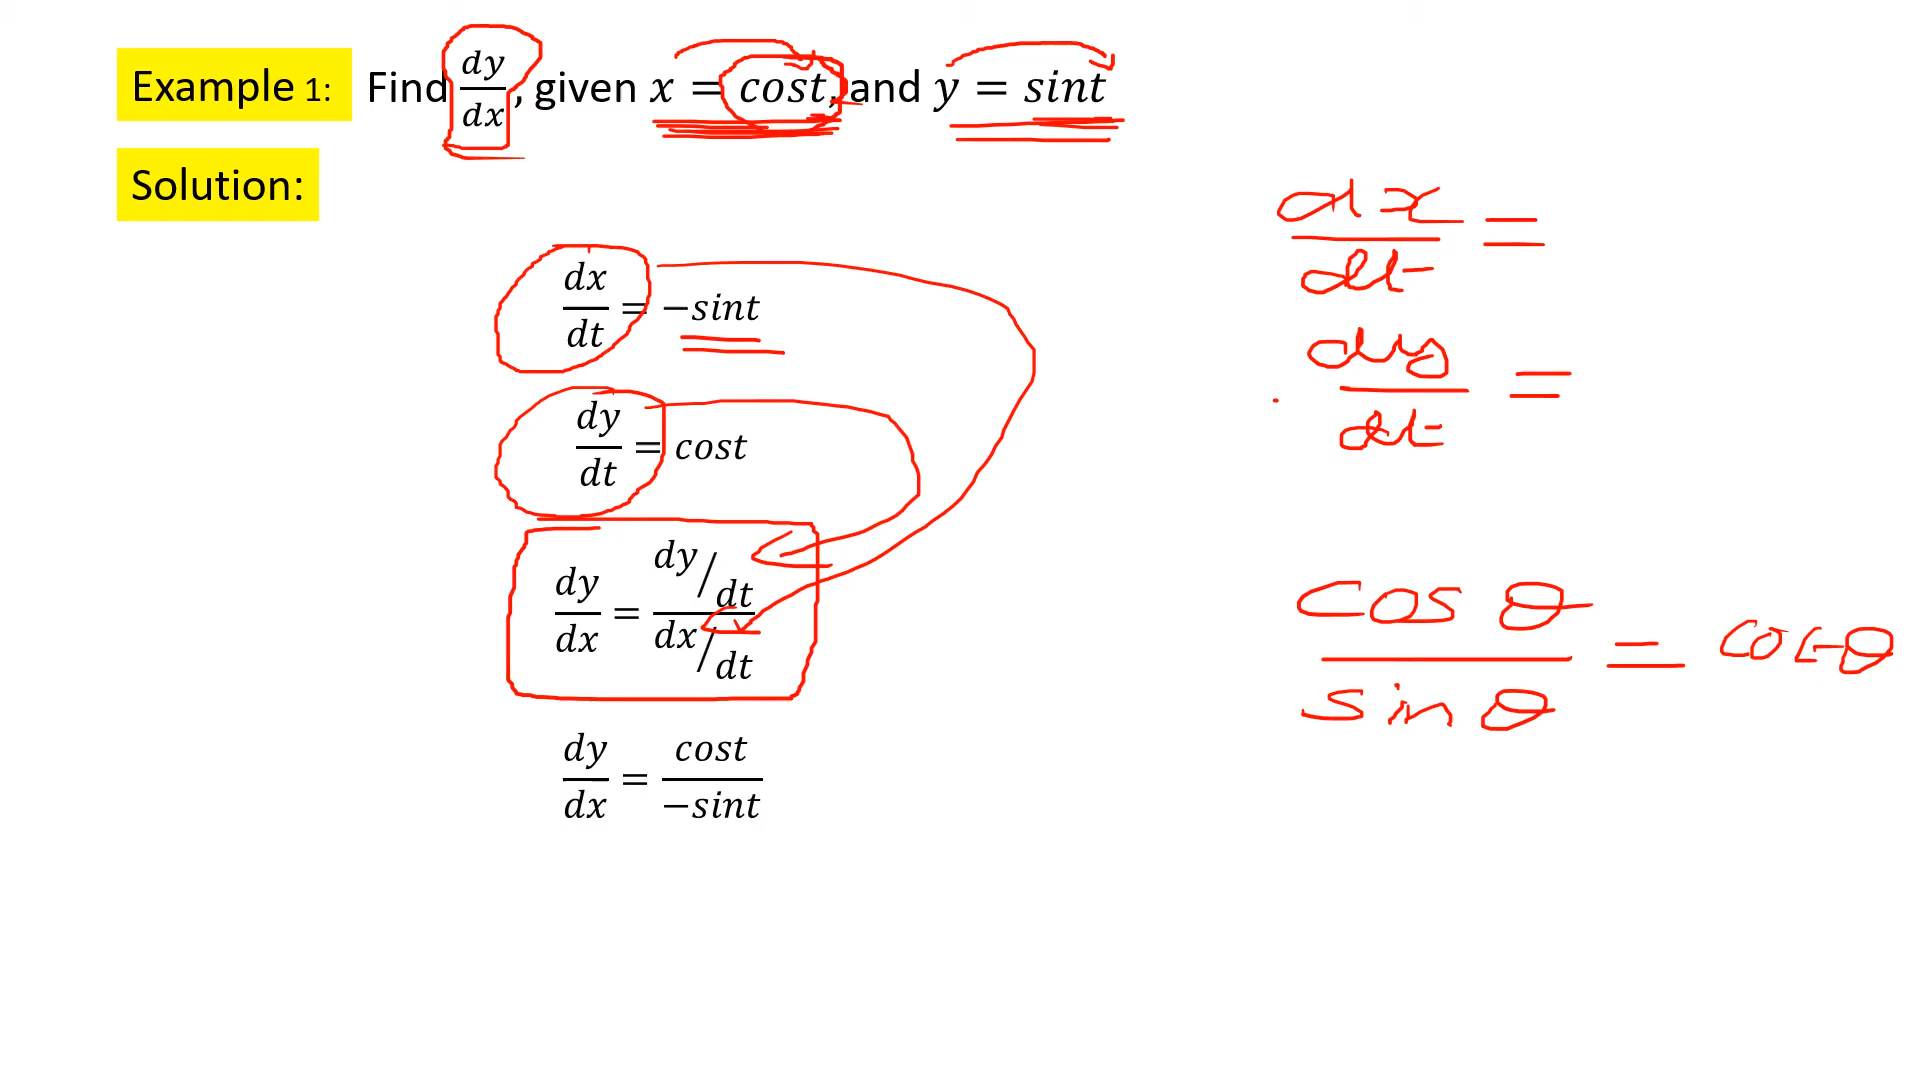 Example 1: Find dy/dx, given x = cost, and y = sint
Solution:
dx/dt = −sint
dy/dt = cost
dy/dx = (dy/dt)/(dx/dt)
dy/dx = cost/−sint
dx/dt =
dy/dt =
cos θ/sin θ = cot θ